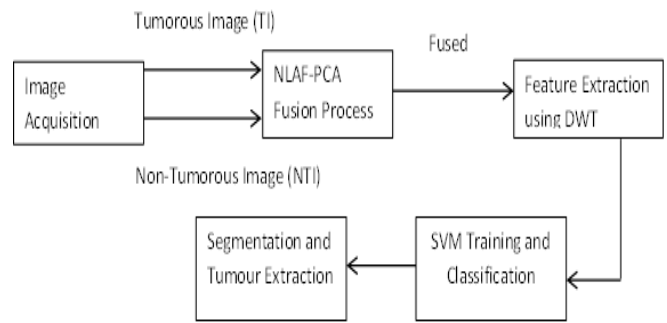 Tumorous Image (TI)
Fused
Image
Acquisition
NLAF-PCA
Fusion Process
Feature Extraction
using DWT
Non-Tumorous Image (NTI)
Segmentation and
Tumour Extraction
SVM Training and
Classification